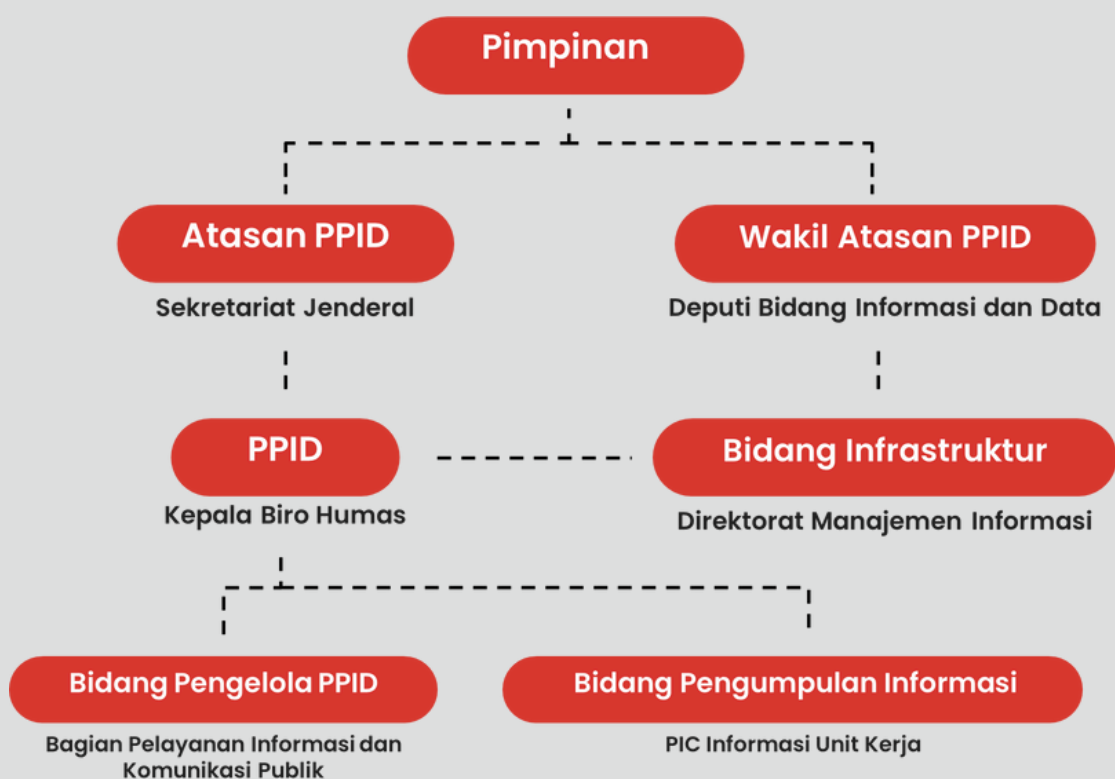 Pimpinan
Atasan PPID
Wakil Atasan PPID
Sekretariat Jenderal
Deputi Bidang Informasi dan Data
PPID
Bidang Infrastruktur
Kepala Biro Humas
Direktorat Manajemen Informasi
Bidang Pengelola PPID
Bidang Pengumpulan Informasi
Bagian Pelayanan Informasi dan
Komunikasi Publik
PIC Informasi Unit Kerja